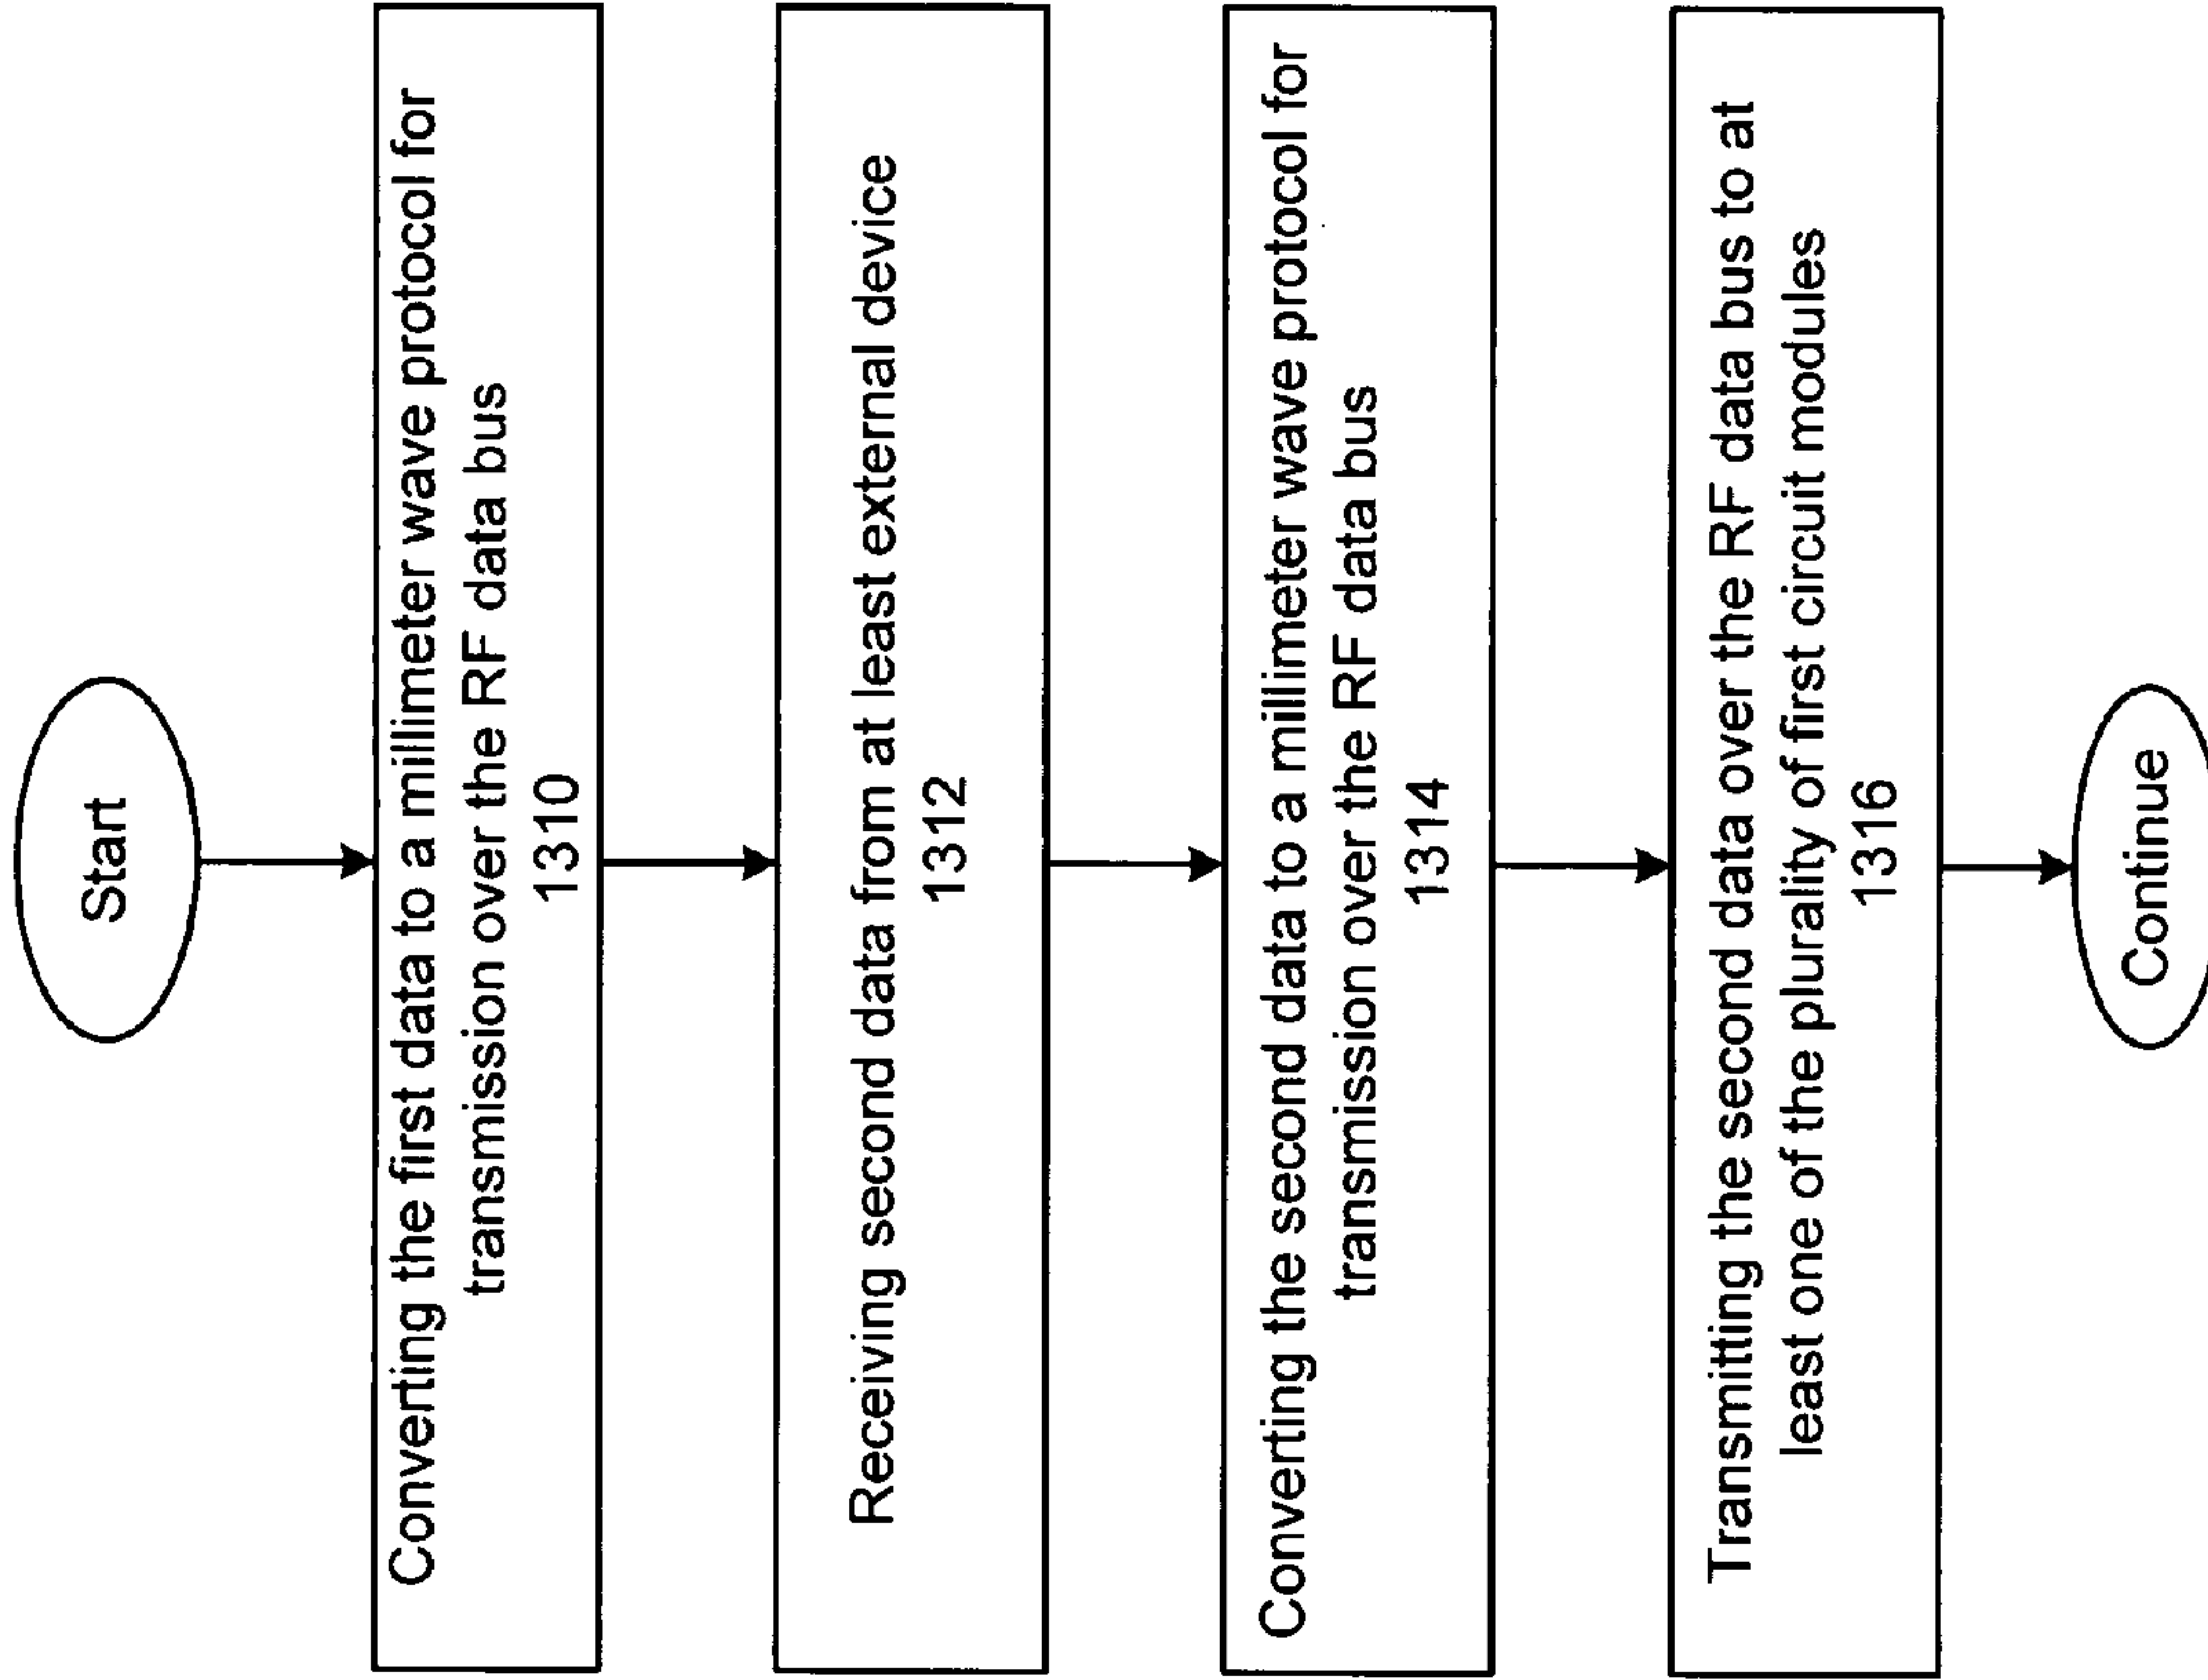 Start
Converting the first data to a millimeter wave protocol for
transmission over the RF data bus
1310
Receiving second data from at least external device
1312
Converting the second data to a millimeter wave protocol for
transmission over the RF data bus
1314
Transmitting the second data over the RF data bus to at
least one of the plurality of first circuit modules
1316
Continue